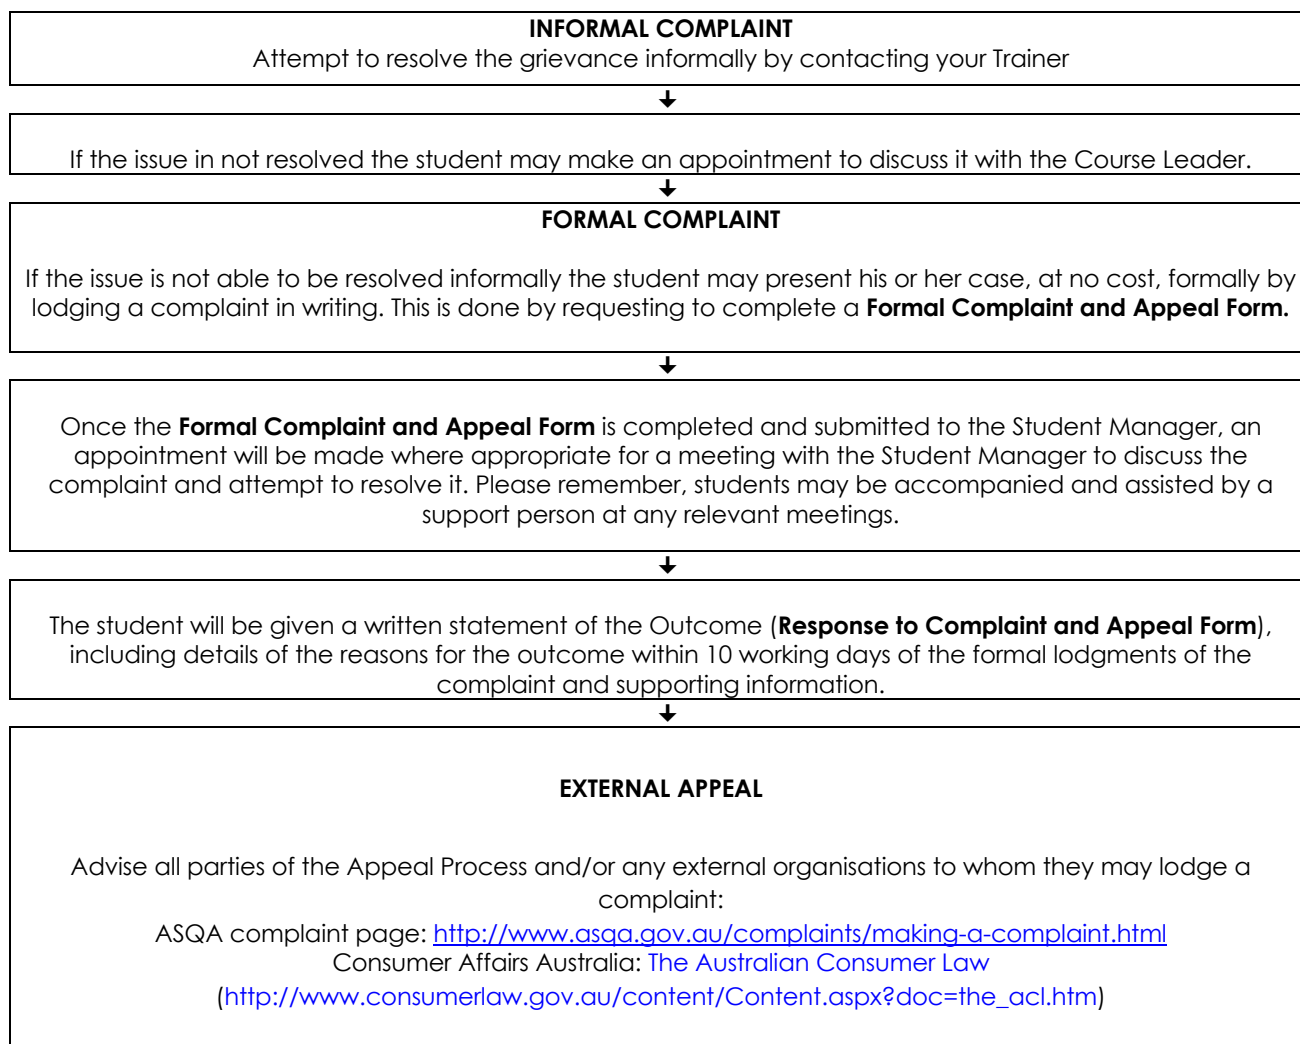 INFORMAL COMPLAINT
Attempt to resolve the grievance informally by contacting your Trainer
If the issue in not resolved the student may make an appointment to discuss it with the Course Leader.
FORMAL COMPLAINT
If the issue is not able to be resolved informally the student may present his or her case, at no cost, formally by
lodging a complaint in writing. This is done by requesting to complete a Formal Complaint and Appeal Form.
Once the Formal Complaint and Appeal Form is completed and submitted to the Student Manager, an
appointment will be made where appropriate for a meeting with the Student Manager to discuss the
complaint and attempt to resolve it. Please remember, students may be accompanied and assisted by a
support person at any relevant meetings.
The student will be given a written statement of the Outcome (Response to Complaint and Appeal Form),
including details of the reasons for the outcome within 10 working days of the formal lodgments of the
complaint and supporting information.
EXTERNAL APPEAL
Advise all parties of the Appeal Process and/or any external organisations to whom they may lodge a
complaint:
ASQA complaint page: http://www.asqa.gov.au/complaints/making-a-complaint.html
Consumer Affairs Australia: The Australian Consumer Law
(http://www.consumerlaw.gov.au/content/Content.aspx?doc=the_acl.htm)